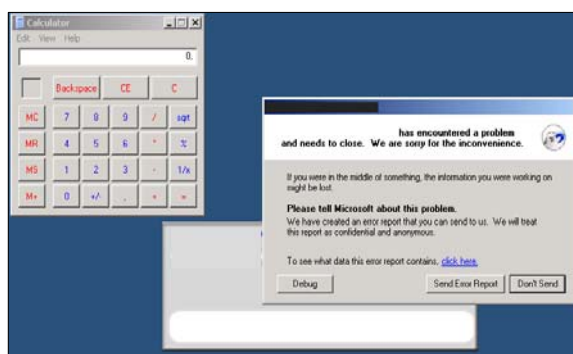 Calculator
Edit View Help
0.
Backspace CE C
MC 7 8 9 / sqrt
MR 4 5 6 * %
MS 1 2 3 - 1/x
M+ 0 +/- . + =
has encountered a problem
and needs to close. We are sorry for the inconvenience.
If you were in the middle of something, the information you were working on
might be lost.
Please tell Microsoft about this problem.
We have created an error report that you can send to us. We will treat
this report as confidential and anonymous.
To see what data this error report contains, click here.
Debug Send Error Report Don't Send